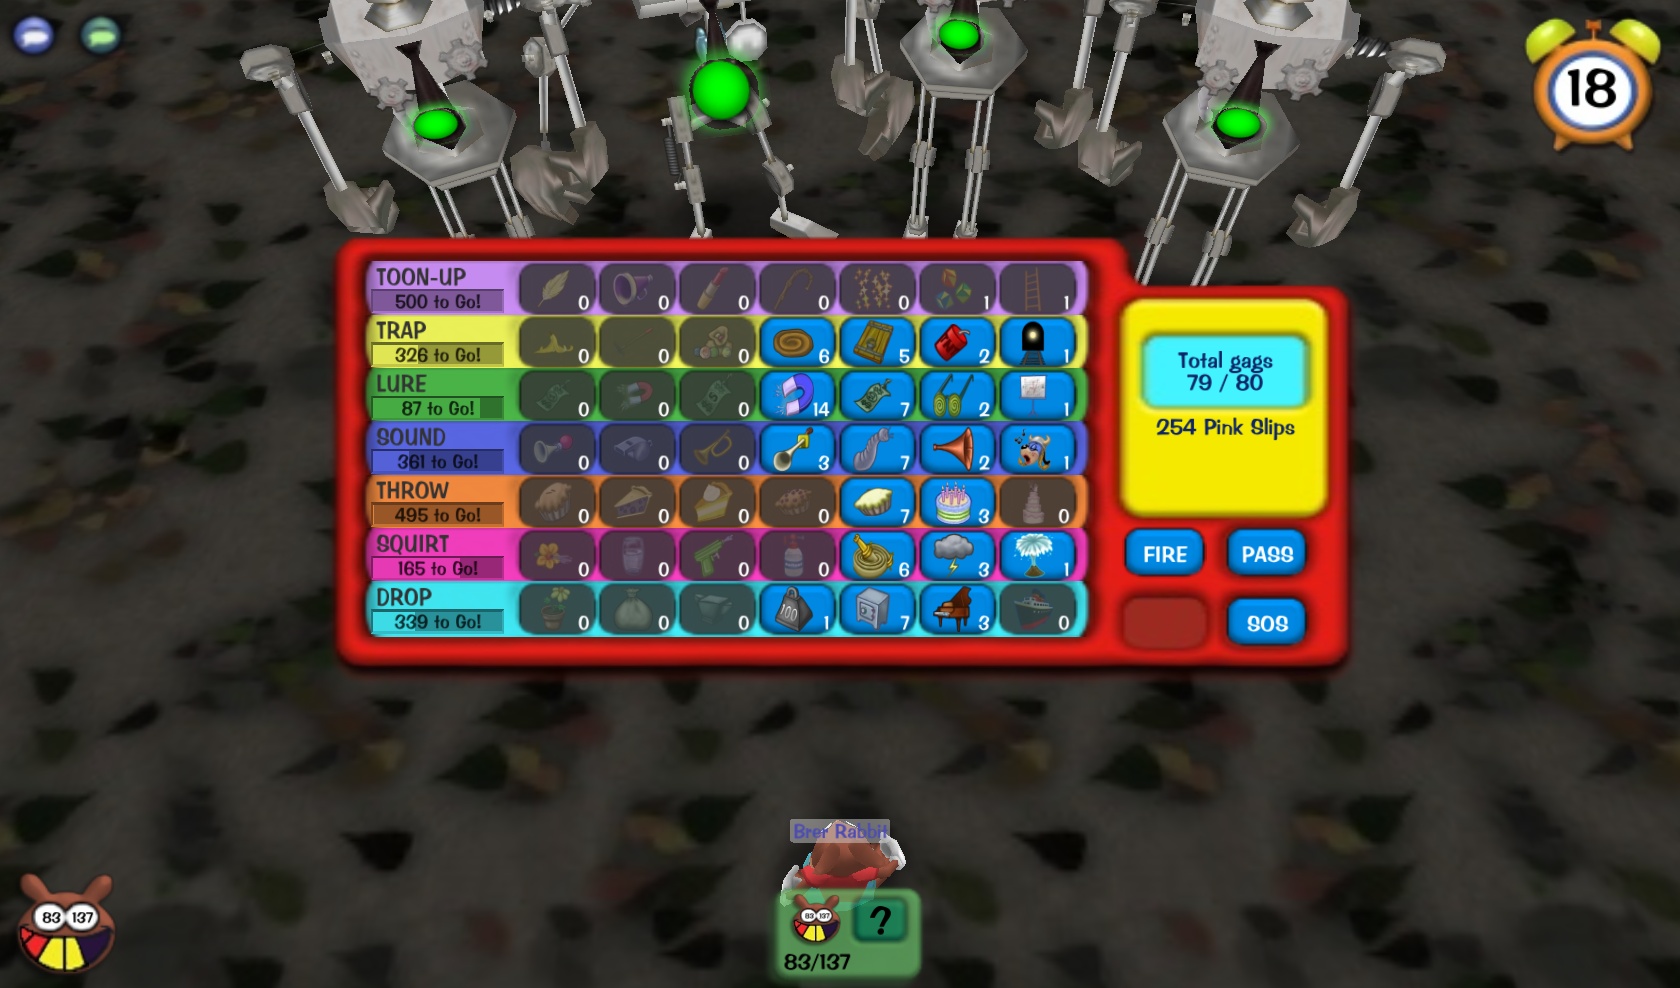 18
TOON-UP
500 to Go!
0 0 0 0 0 1 1
TRAP
326 to Go!
0 0 0 6 5 2 1
LURE
87 to Go!
0 0 0 14 7 2 1
SOUND
361 to Go!
0 0 0 3 7 2 1
THROW
495 to Go!
0 0 0 0 7 3 0
SQUIRT
165 to Go!
0 0 0 0 6 3 1
DROP
339 to Go!
0 0 0 100 1 7 3 0
Total gags
79 / 80
254 Pink Slips
FIRE PASS
SOS
Brer Rabbit
83 137
83 137
?
83/137